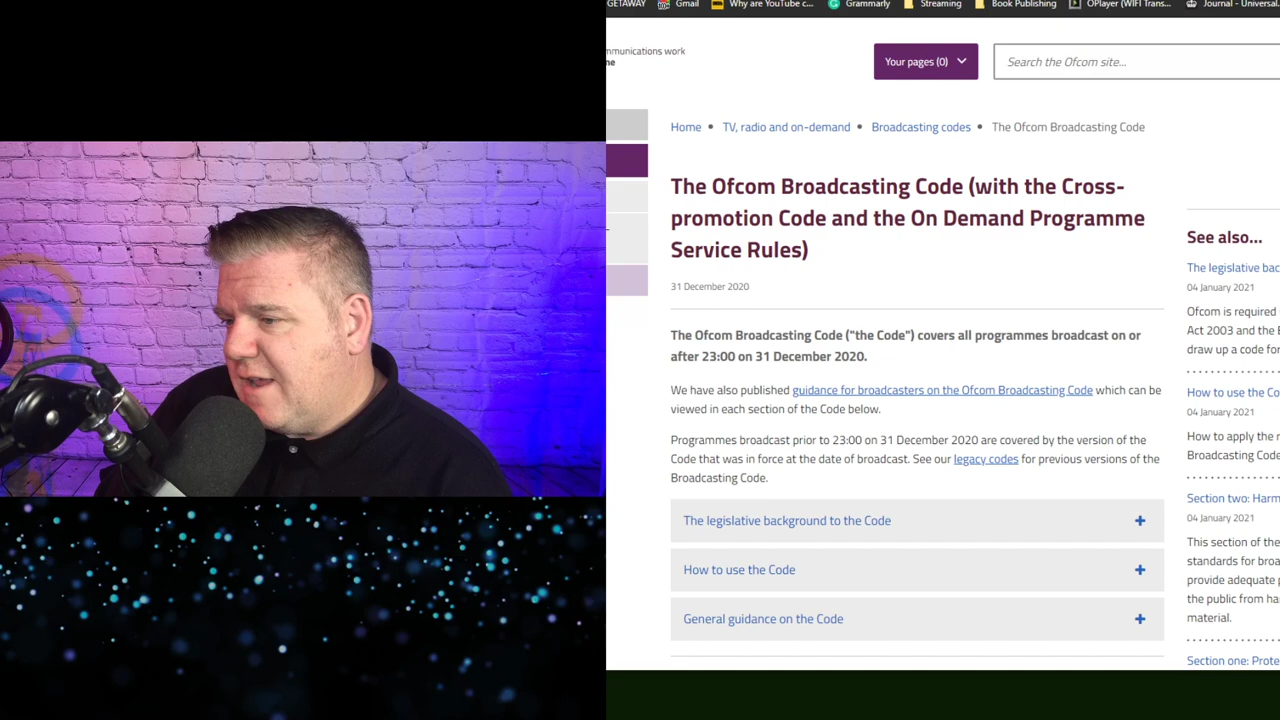 GETAWAY
Gmail
Why are YouTube c...
Grammarly
Streaming
Book Publishing
OPlayer (WIFI Trans...
Journal - Universal...
mmunications work
Your pages (0)
Search the Ofcom site...
Home • TV, radio and on-demand • Broadcasting codes • The Ofcom Broadcasting Code
The Ofcom Broadcasting Code (with the Cross-
promotion Code and the On Demand Programme
Service Rules)
31 December 2020
The Ofcom Broadcasting Code ("the Code") covers all programmes broadcast on or
after 23:00 on 31 December 2020.
We have also published guidance for broadcasters on the Ofcom Broadcasting Code which can be
viewed in each section of the Code below.
Programmes broadcast prior to 23:00 on 31 December 2020 are covered by the version of the
Code that was in force at the date of broadcast. See our legacy codes for previous versions of the
Broadcasting Code.
The legislative background to the Code
How to use the Code
General guidance on the Code
See also...
The legislative bac
04 January 2021
Ofcom is required
Act 2003 and the B
draw up a code for
How to use the Co
04 January 2021
How to apply the r
Broadcasting Code
Section two: Harm
04 January 2021
This section of the
standards for broa
provide adequate p
the public from har
material.
Section one: Prote